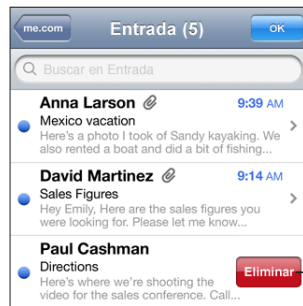 me.com Entrada (5) OK
Buscar en Entrada
Anna Larson 9:39 AM
Mexico vacation
Here's a photo I took of Sandy kayaking. We
also rented a boat and did a bit of fishing...
David Martinez 9:14 AM
Sales Figures
Hey Emily, Here are the sales figures you
were looking for. Please let me know...
Paul Cashman
Directions Eliminar
Here's where we're shooting the
video for the sales conference. Call...